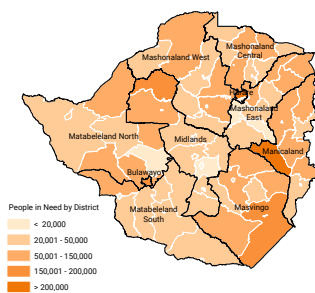 Mashonaland West
Mashonaland
Central
Harare
Mashonaland
East
Matabeleland North
Midlands
Manicaland
Bulawayo
Matabeleland
South
Masvingo
People in Need by District
< 20,000
20,001 - 50,000
50,001 - 150,000
150,001 - 200,000
> 200,000